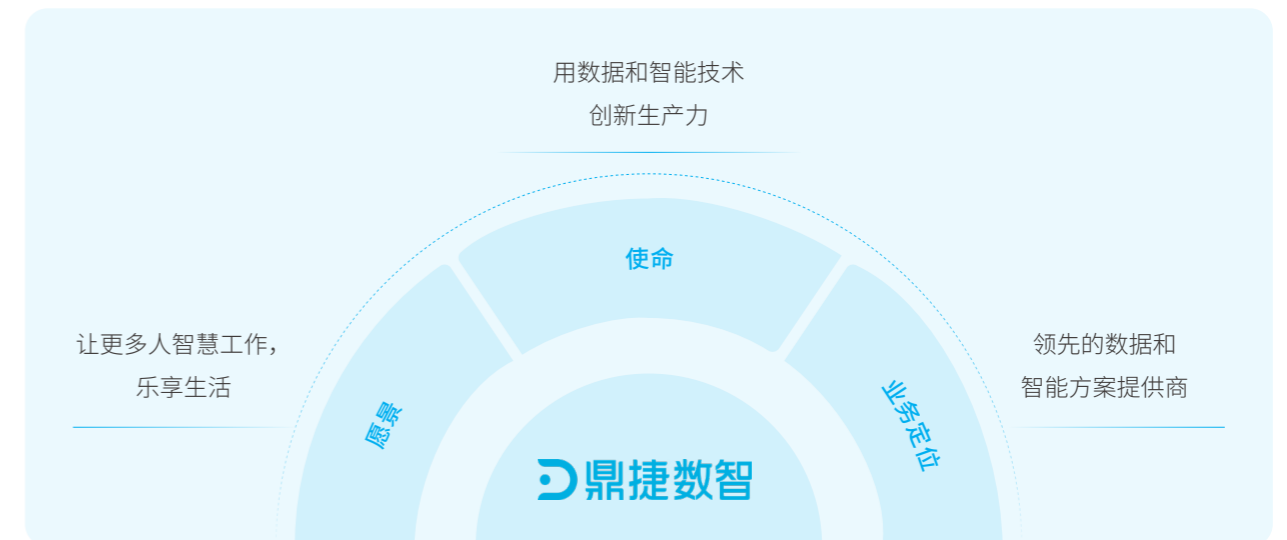 用数据和智能技术
创新生产力
使命
让更多人智慧工作，
乐享生活
愿景
领先的数据和
智能方案提供商
业务定位
鼎捷数智